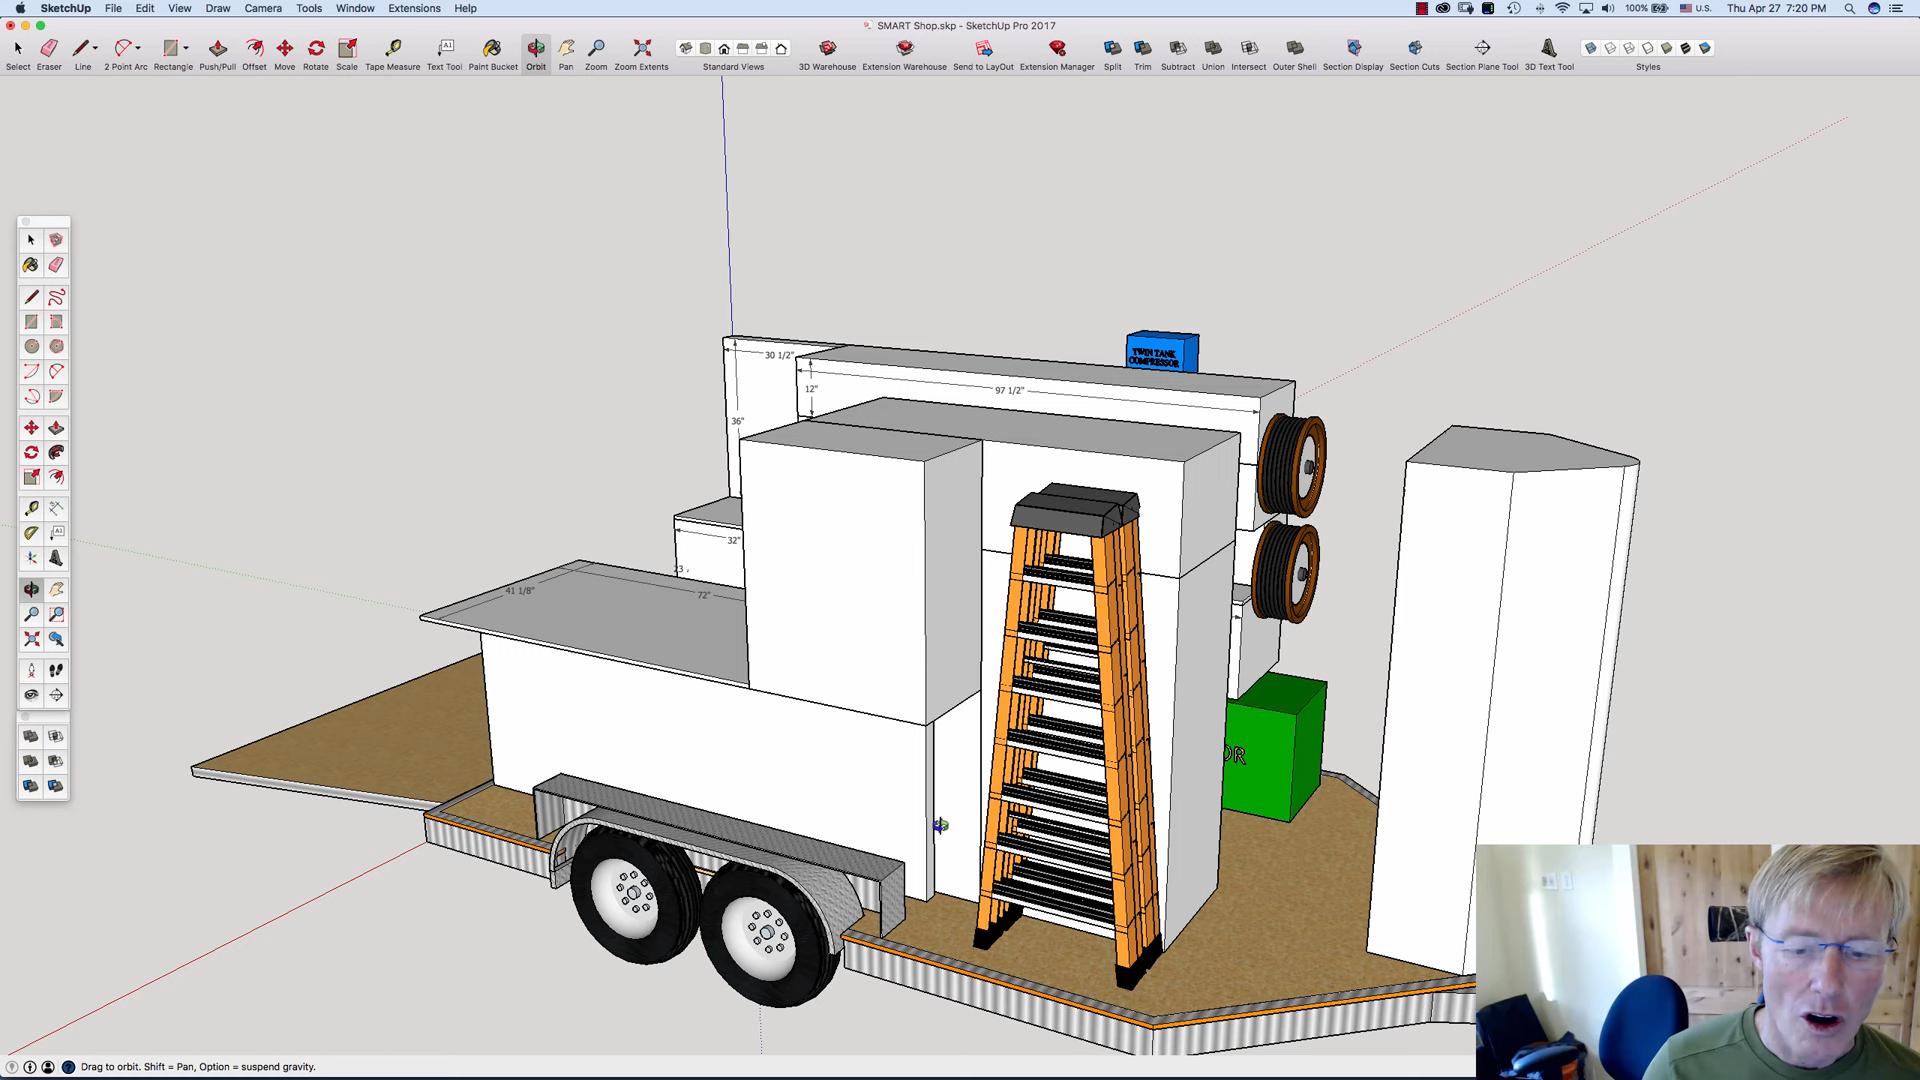 SketchUp File Edit View Draw Camera Tools Window Extensions Help
100% U.S. Thu Apr 27 7:20 PM
SMART Shop.skp - SketchUp Pro 2017
Select Eraser Line 2 Point Arc Rectangle Push/Pull Offset Move Rotate Scale Tape Measure Text Tool Paint Bucket Orbit Pan Zoom Zoom Extents Standard Views 3D Warehouse Extension Warehouse Send to LayOut Extension Manager Split Trim Subtract Union Intersect Outer Shell Section Display Section Cuts Section Plane Tool 3D Text Tool Styles
TWIN TANK
COMPRESSOR
30 1/2"
12"
97 1/2"
36"
32"
23
41 1/8"
72"
OR
Drag to orbit. Shift = Pan, Option = suspend gravity.